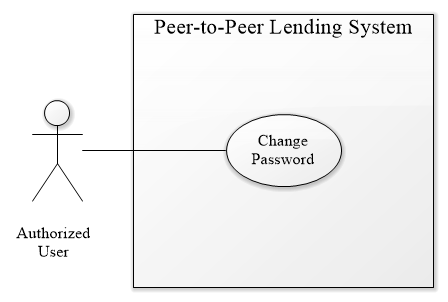 Peer-to-Peer Lending System
Change
Password
Authorized
User